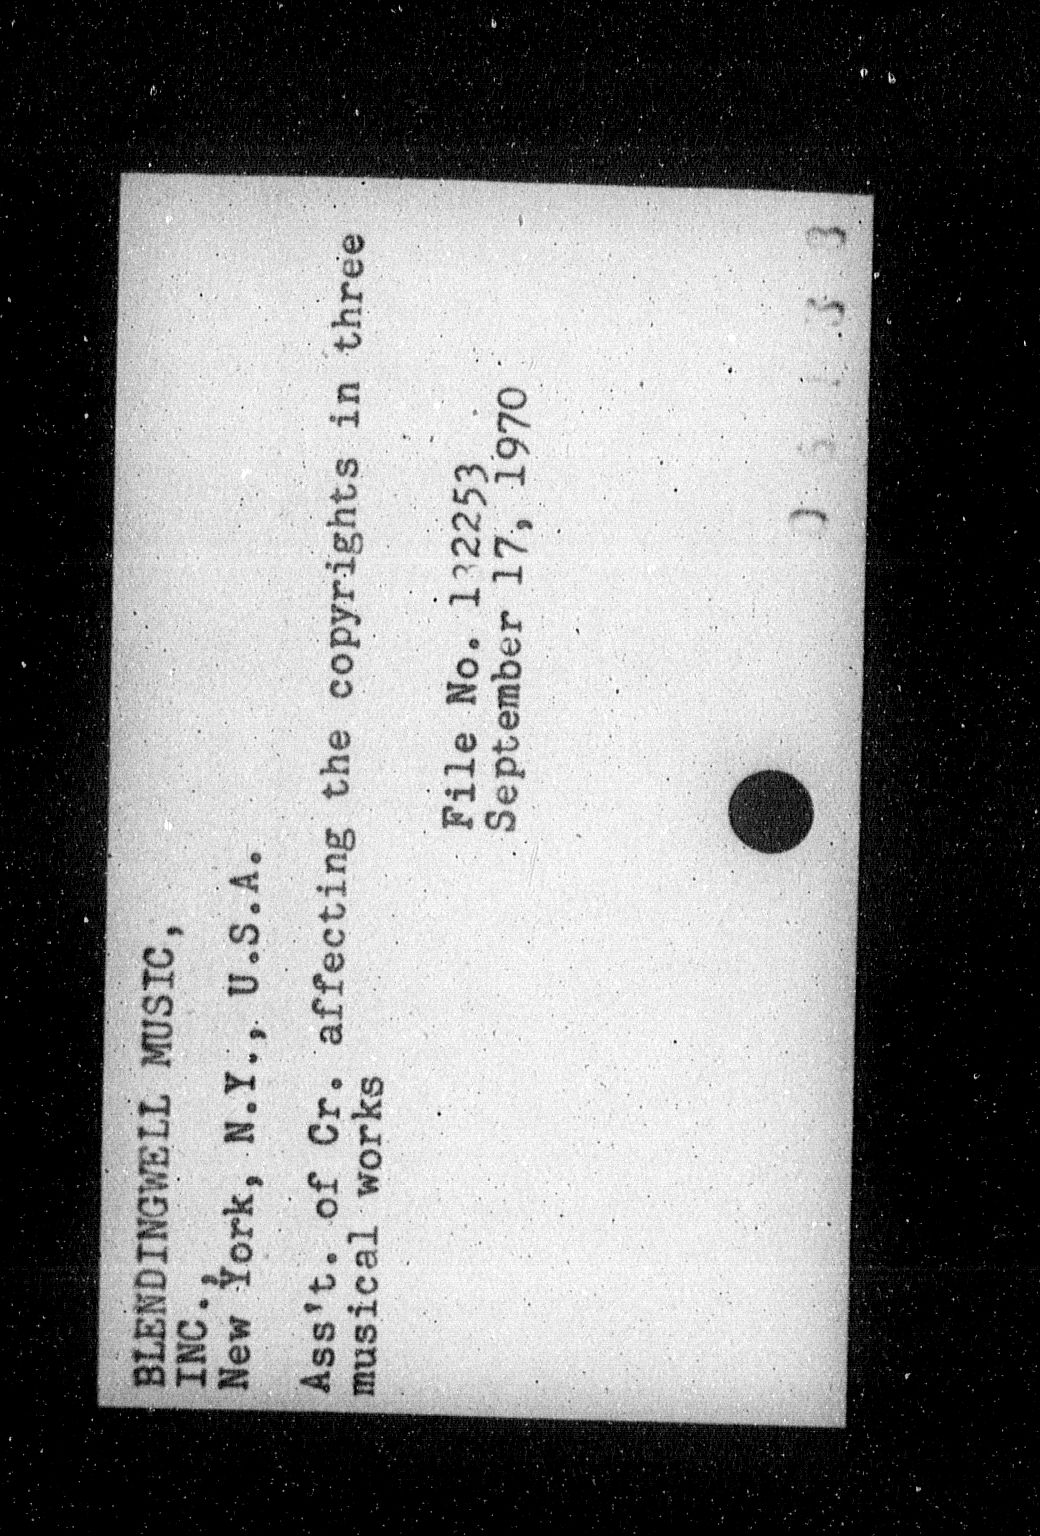 BLENDINGWELL MUSIC,
INC.,
New York, N.Y., U.S.A.
Ass't. of Cr. affecting the copyrights in three
musical works
File No. 132253
September 17, 1970